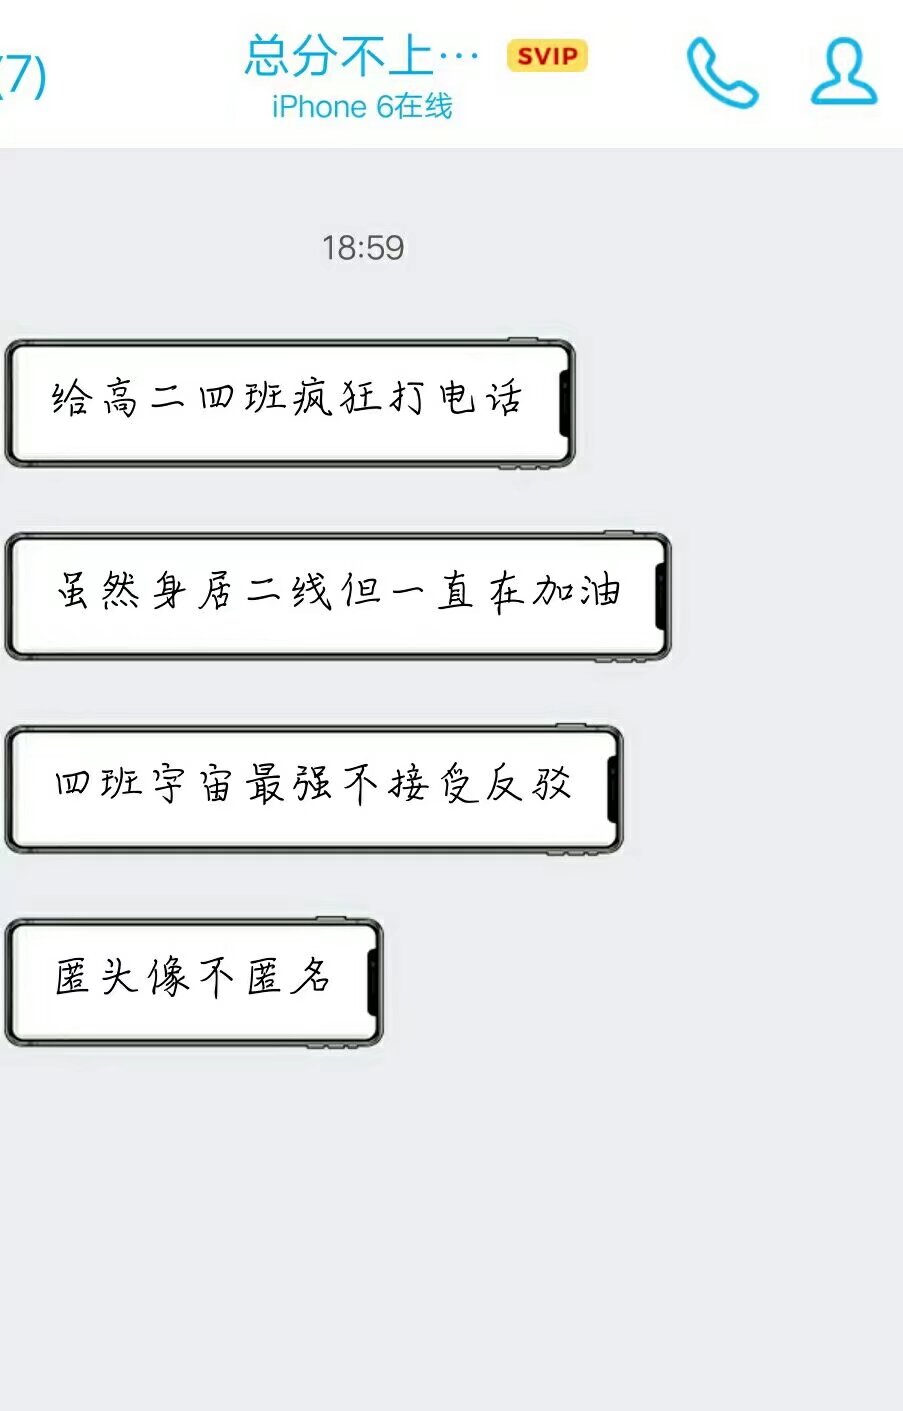 (7)
总分不上… SVIP
iPhone 6在线
18:59
给高二四班疯狂打电话
虽然身居二线但一直在加油
四班宇宙最强不接受反驳
匿头像不匿名